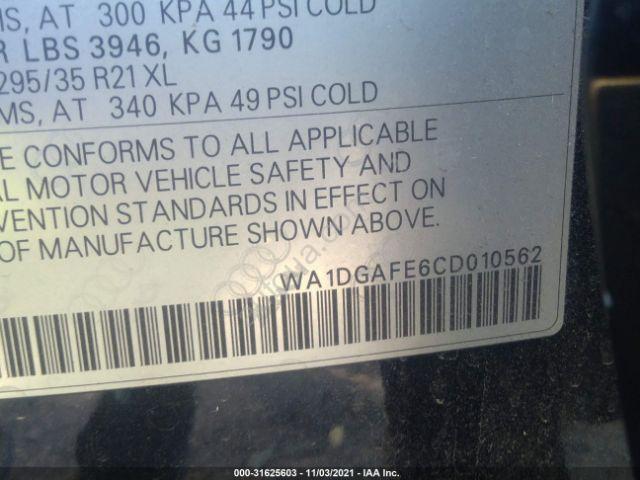 MS, AT 300 KPA 44 PSI COLD
R LBS 3946, KG 1790
295/35 R21 XL
MS, AT 340 KPA 49 PSI COLD
E CONFORMS TO ALL APPLICABLE
AL MOTOR VEHICLE SAFETY AND
VENTION STANDARDS IN EFFECT ON
OF MANUFACTURE SHOWN ABOVE.
WA1DGAFE6CD010562
000-31625603 - 11/03/2021 - IAA Inc.